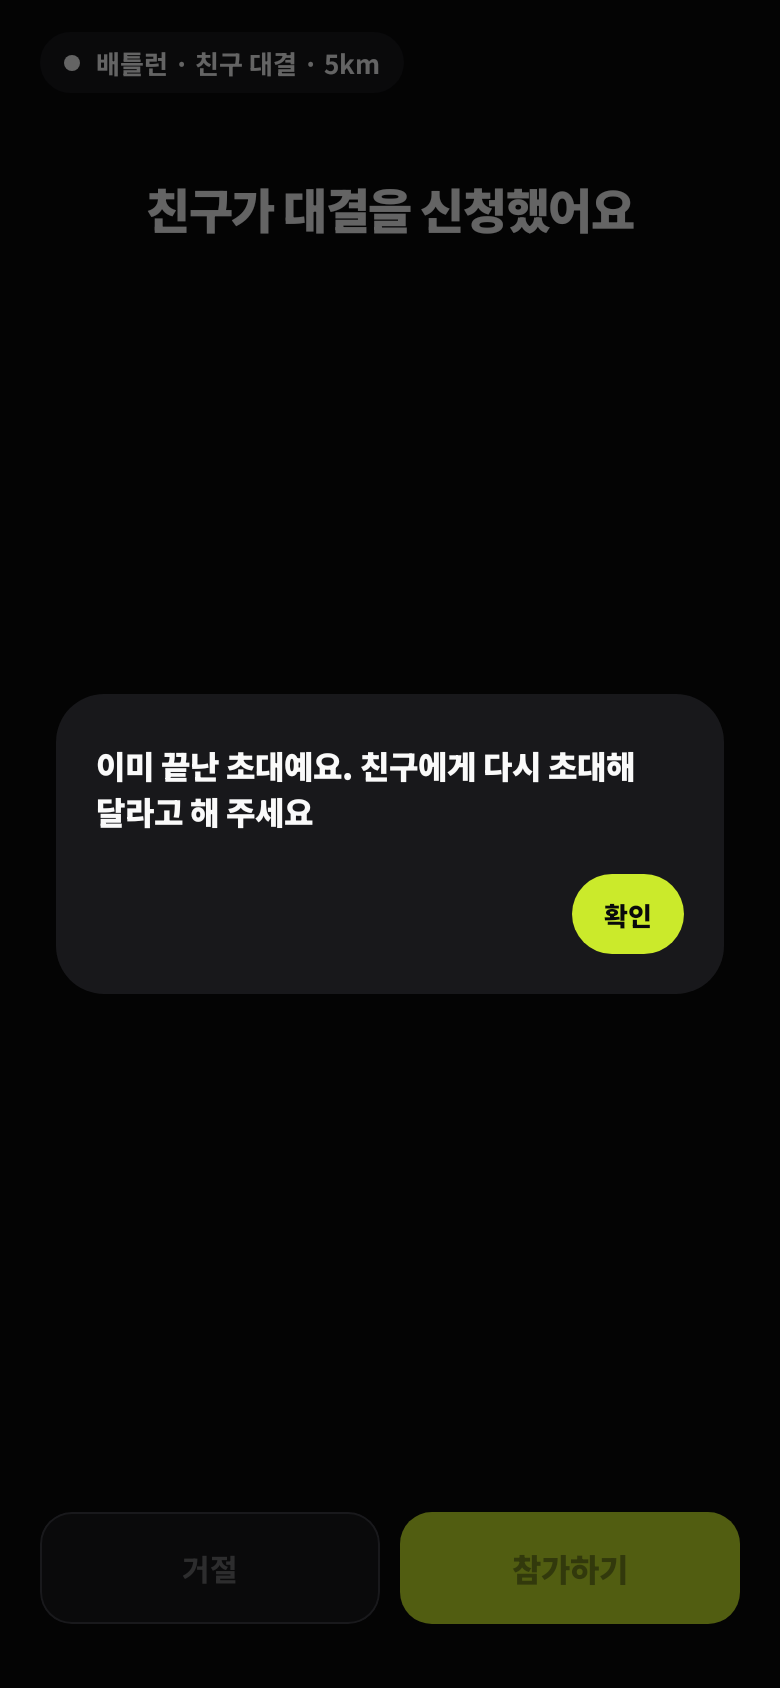 배틀런 · 친구 대결 · 5km
친구가 대결을 신청했어요
이미 끝난 초대예요. 친구에게 다시 초대해
달라고 해 주세요
확인
거절
참가하기